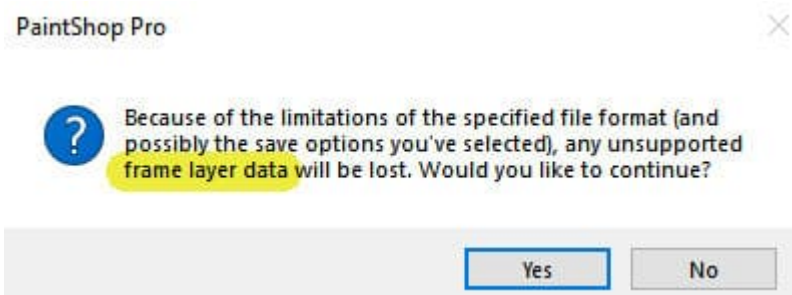 PaintShop Pro
Because of the limitations of the specified file format (and
possibly the save options you've selected), any unsupported
frame layer data will be lost. Would you like to continue?
Yes
No